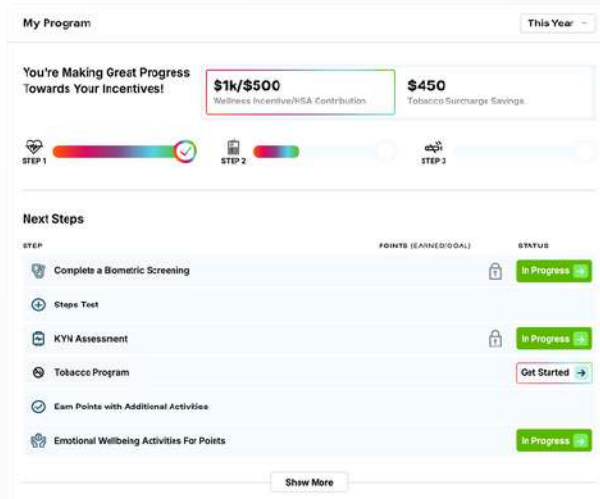 My Program
This Year
You're Making Great Progress
Towards Your Incentives!
$1k/$500
Wellness Incentive/HSA Contribution
$450
Tobacco Surcharge Savings
STEP 1
STEP 2
STEP 3
Next Steps
STEP
POINTS (EARNED/GOAL)
STATUS
Complete a Biometric Screening
In Progress
Steps Test
KYN Assessment
In Progress
Tobacco Program
Get Started
Earn Points with Additional Activities
Emotional Wellbeing Activities For Points
In Progress
Show More